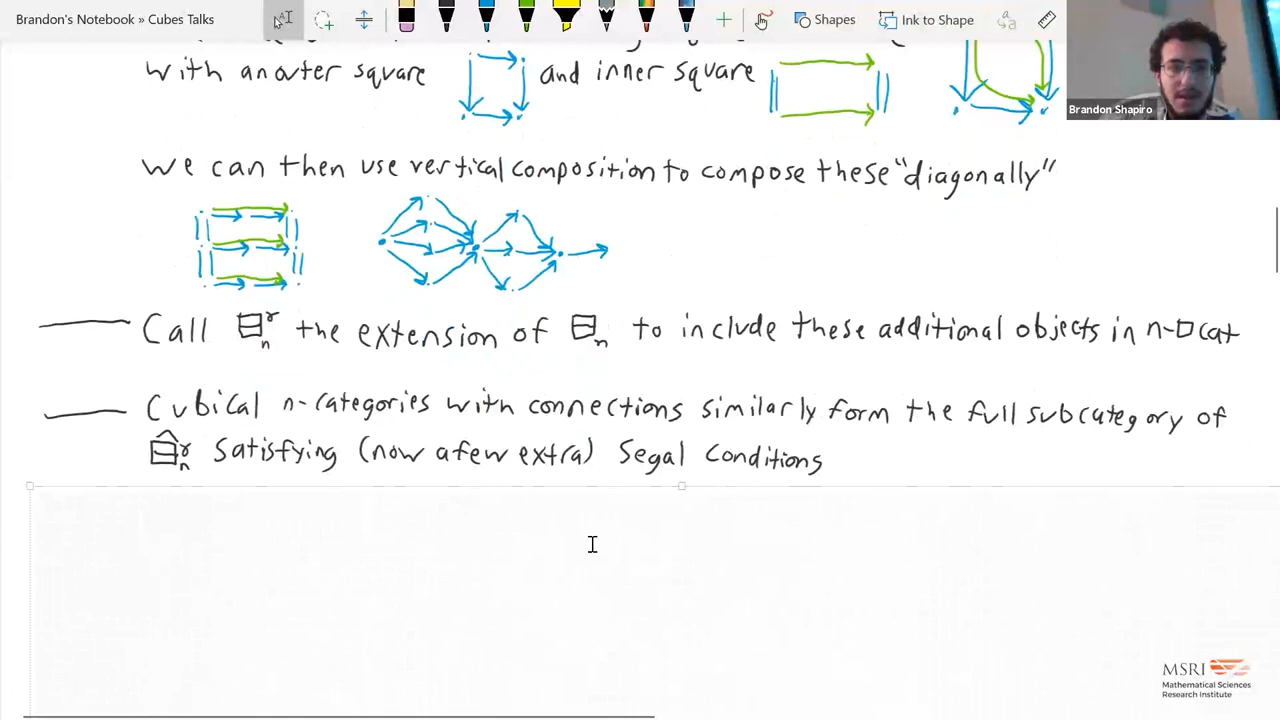 Brandon's Notebook » Cubes Talks
Shapes
Ink to Shape
with an outer square and inner square
Brandon Shapiro
We can then use vertical composition to compose these "diagonally"
Call ⊟ᵞₙ the extension of ⊟ₙ to include these additional objects in n-□cat
Cubical n-categories with connections similarly form the full subcategory of
⊟̂ᵞₙ Satisfying (now a few extra) Segal Conditions
MSRI
Mathematical Sciences
Research Institute